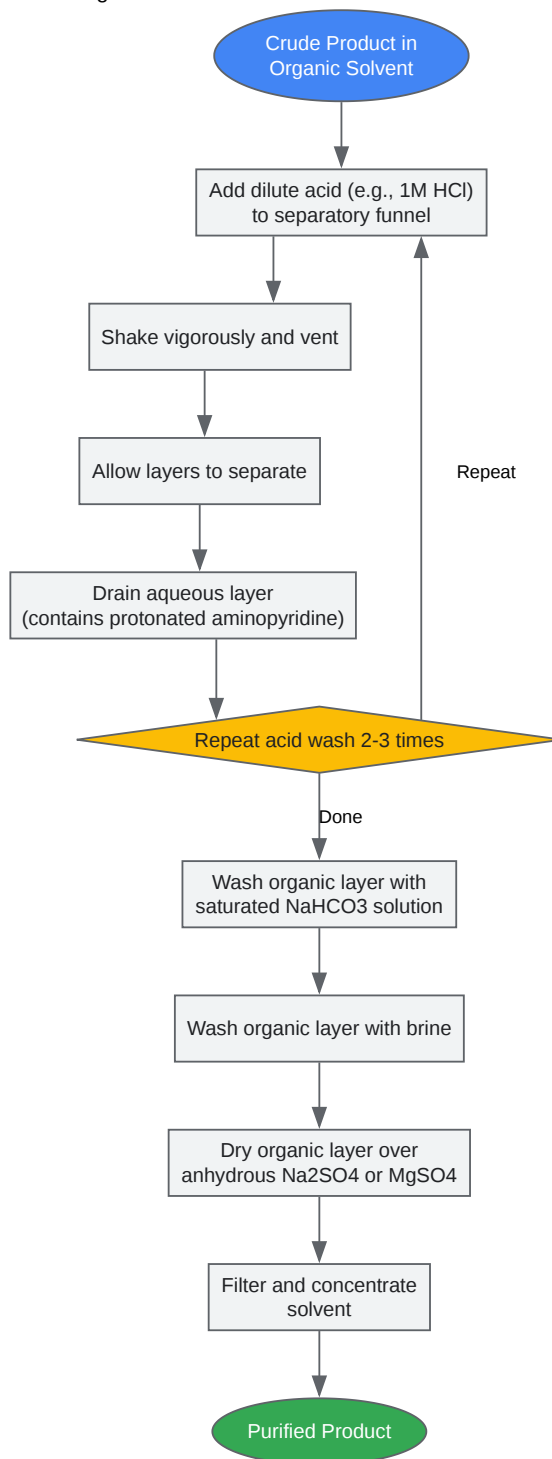 Crude Product in
Organic Solvent
Add dilute acid (e.g., 1M HCl)
to separatory funnel
Shake vigorously and vent
Allow layers to separate
Repeat
Drain aqueous layer
(contains protonated aminopyridine)
Repeat acid wash 2-3 times
Done
Wash organic layer with
saturated NaHCO3 solution
Wash organic layer with brine
Dry organic layer over
anhydrous Na2SO4 or MgSO4
Filter and concentrate
solvent
Purified Product